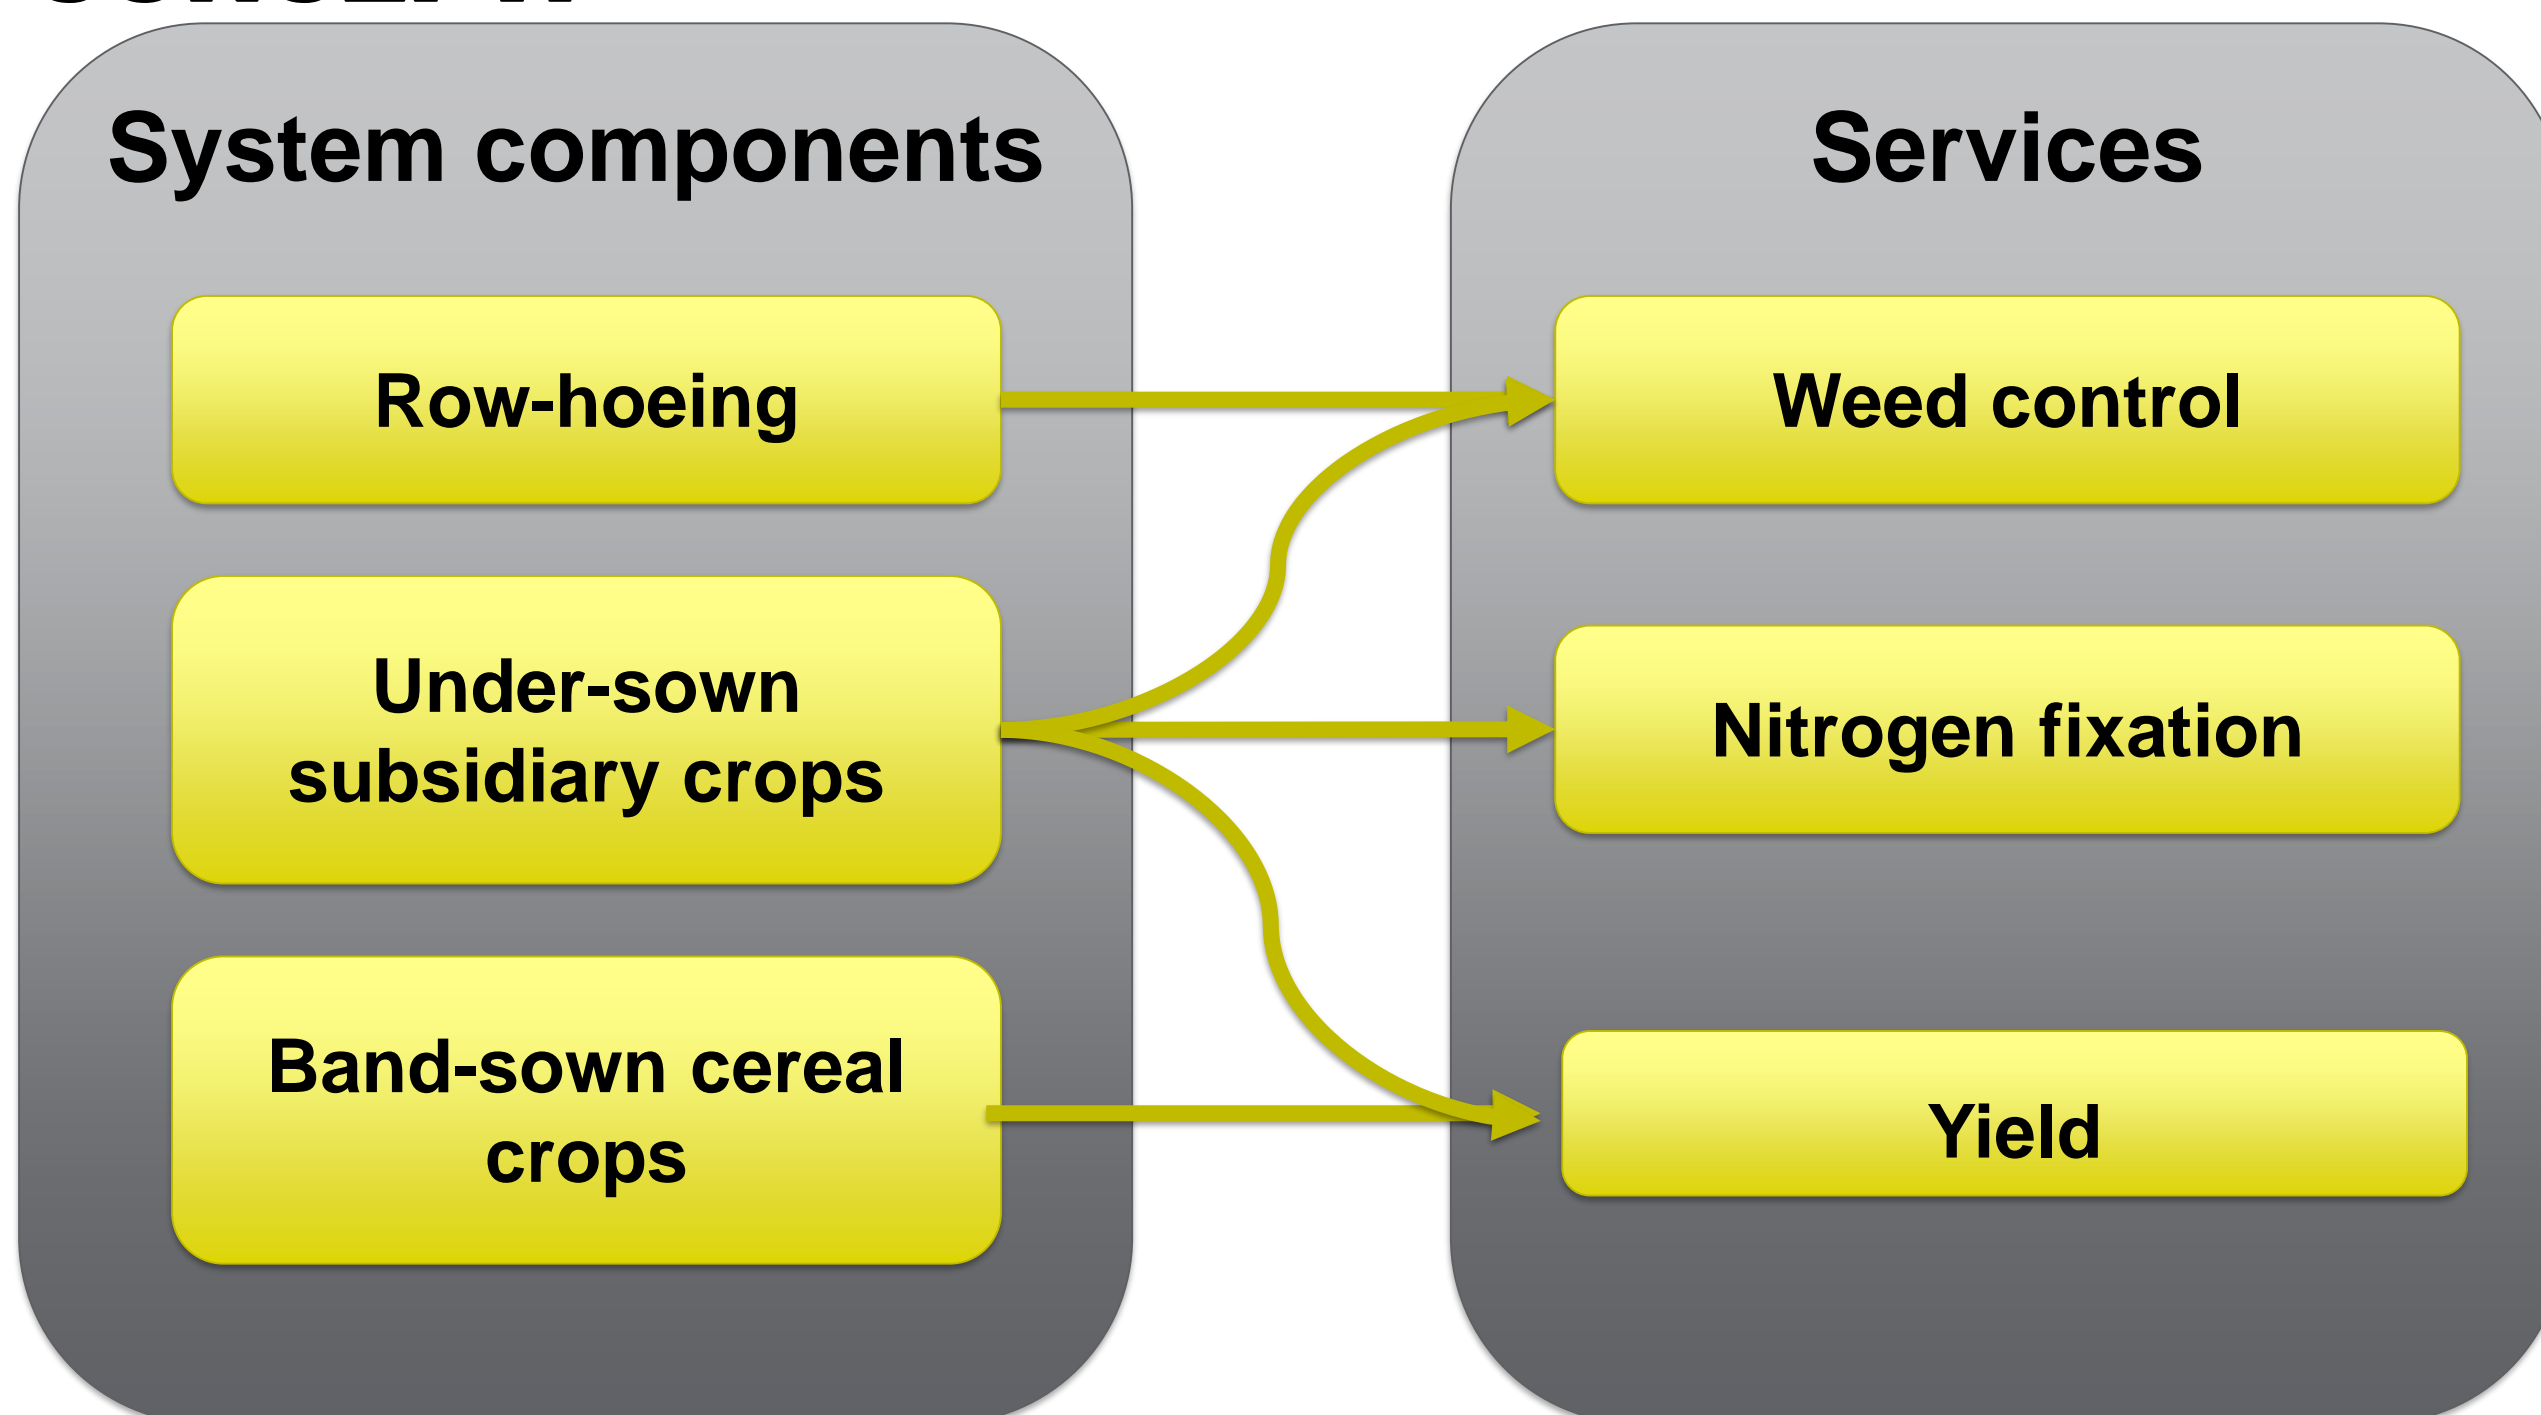 System components
Services
Row-hoeing
Weed control
Under-sown
subsidiary crops
Nitrogen fixation
Band-sown cereal
crops
Yield